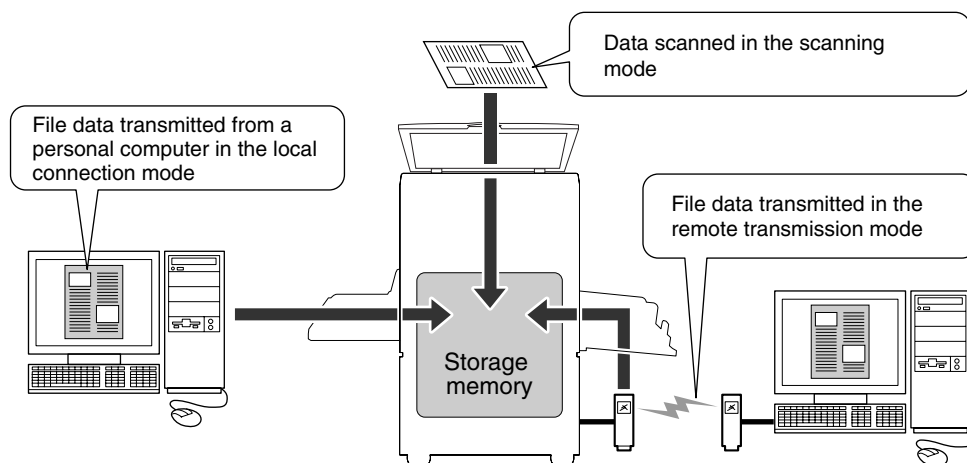 Data scanned in the scanning
mode
File data transmitted from a
personal computer in the local
connection mode
File data transmitted in the
remote transmission mode
Storage
memory